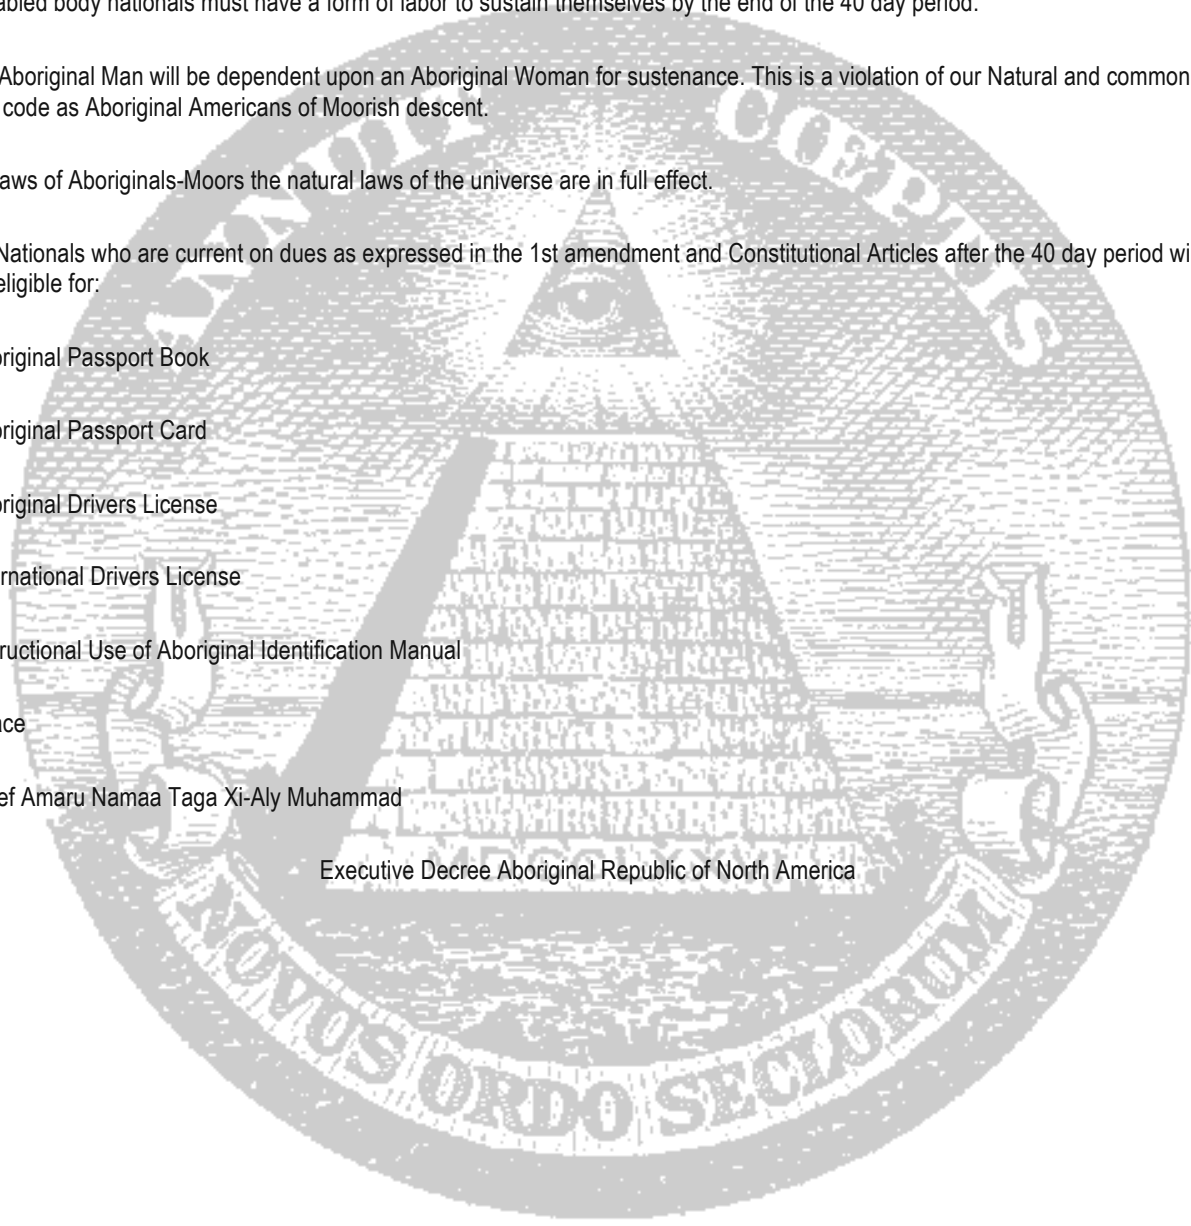 abled body nationals must have a form of labor to sustain themselves by the end of the 40 day period.
Aboriginal Man will be dependent upon an Aboriginal Woman for sustenance. This is a violation of our Natural and common
code as Aboriginal Americans of Moorish descent.
aws of Aboriginals-Moors the natural laws of the universe are in full effect.
Nationals who are current on dues as expressed in the 1st amendment and Constitutional Articles after the 40 day period wi
eligible for:
original Passport Book
original Passport Card
original Drivers License
ernational Drivers License
tructional Use of Aboriginal Identification Manual
ace
ef Amaru Namaa Taga Xi-Aly Muhammad
Executive Decree Aboriginal Republic of North America
ANNUIT COEPTIS
NOVUS ORDO SECLORUM